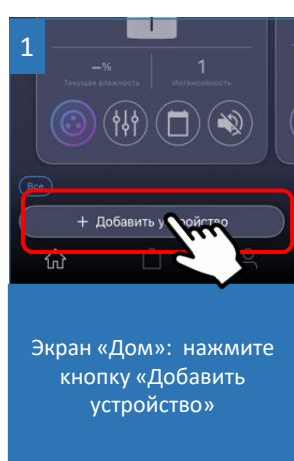 1
–%
1
Текущая влажность
Интенсивность
Все
+ Добавить устройство
Экран «Дом»: нажмите
кнопку «Добавить
устройство»